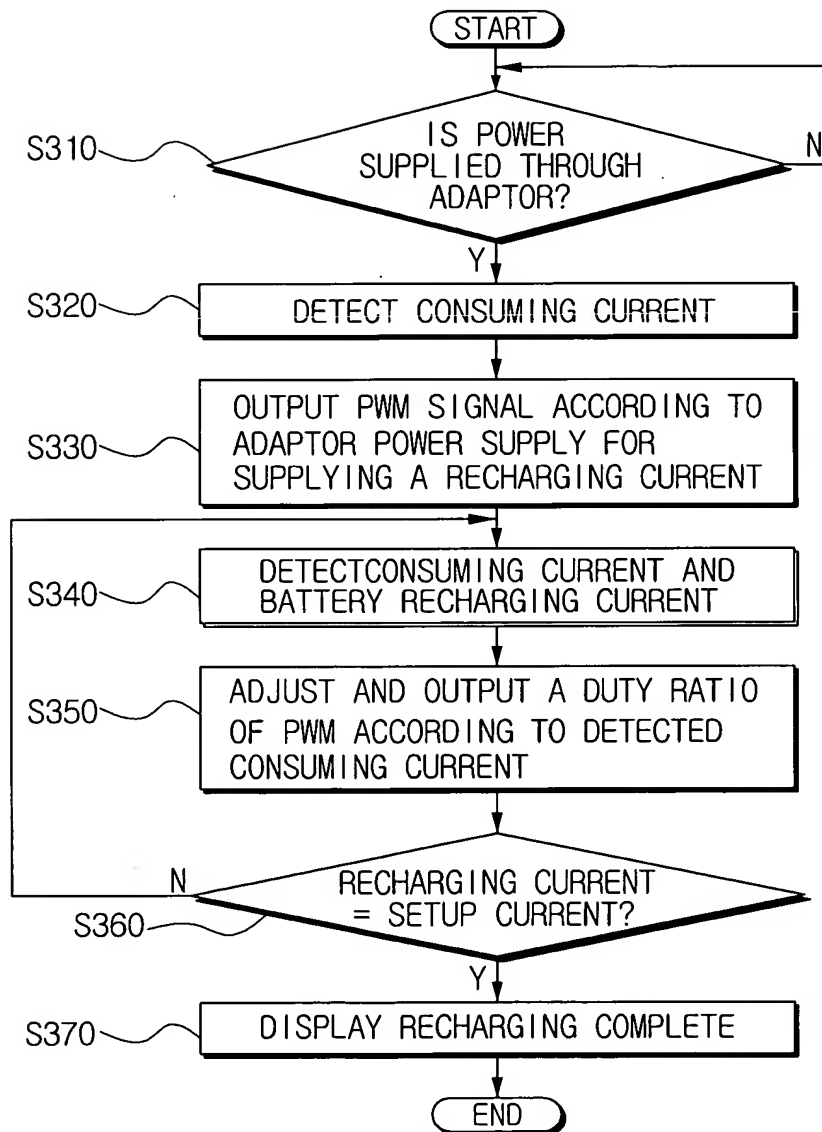 START
S310
IS POWER
SUPPLIED THROUGH
ADAPTOR?
N
Y
S320
DETECT CONSUMING CURRENT
S330
OUTPUT PWM SIGNAL ACCORDING TO
ADAPTOR POWER SUPPLY FOR
SUPPLYING A RECHARGING CURRENT
S340
DETECTCONSUMING CURRENT AND
BATTERY RECHARGING CURRENT
S350
ADJUST AND OUTPUT A DUTY RATIO
OF PWM ACCORDING TO DETECTED
CONSUMING CURRENT
N
RECHARGING CURRENT
= SETUP CURRENT?
S360
Y
S370
DISPLAY RECHARGING COMPLETE
END